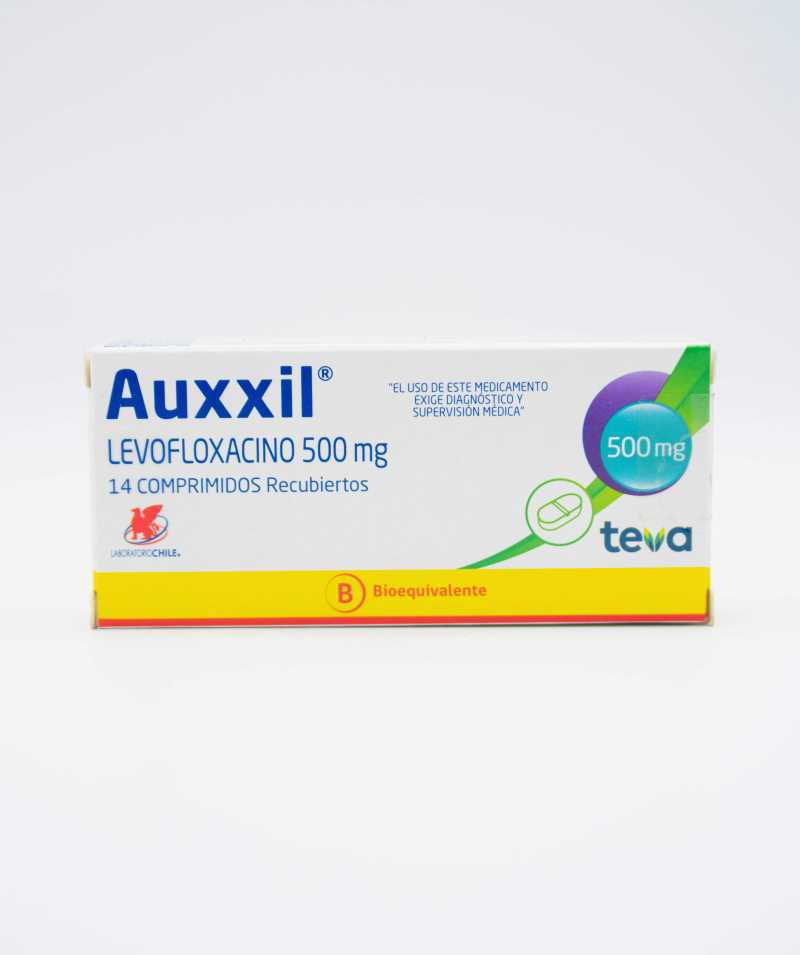 Auxxil®
LEVOFLOXACINO 500 mg
14 COMPRIMIDOS Recubiertos
"EL USO DE ESTE MEDICAMENTO
EXIGE DIAGNÓSTICO Y
SUPERVISIÓN MÉDICA"
500 mg
LABORATORIOCHILE®
teva
B Bioequivalente